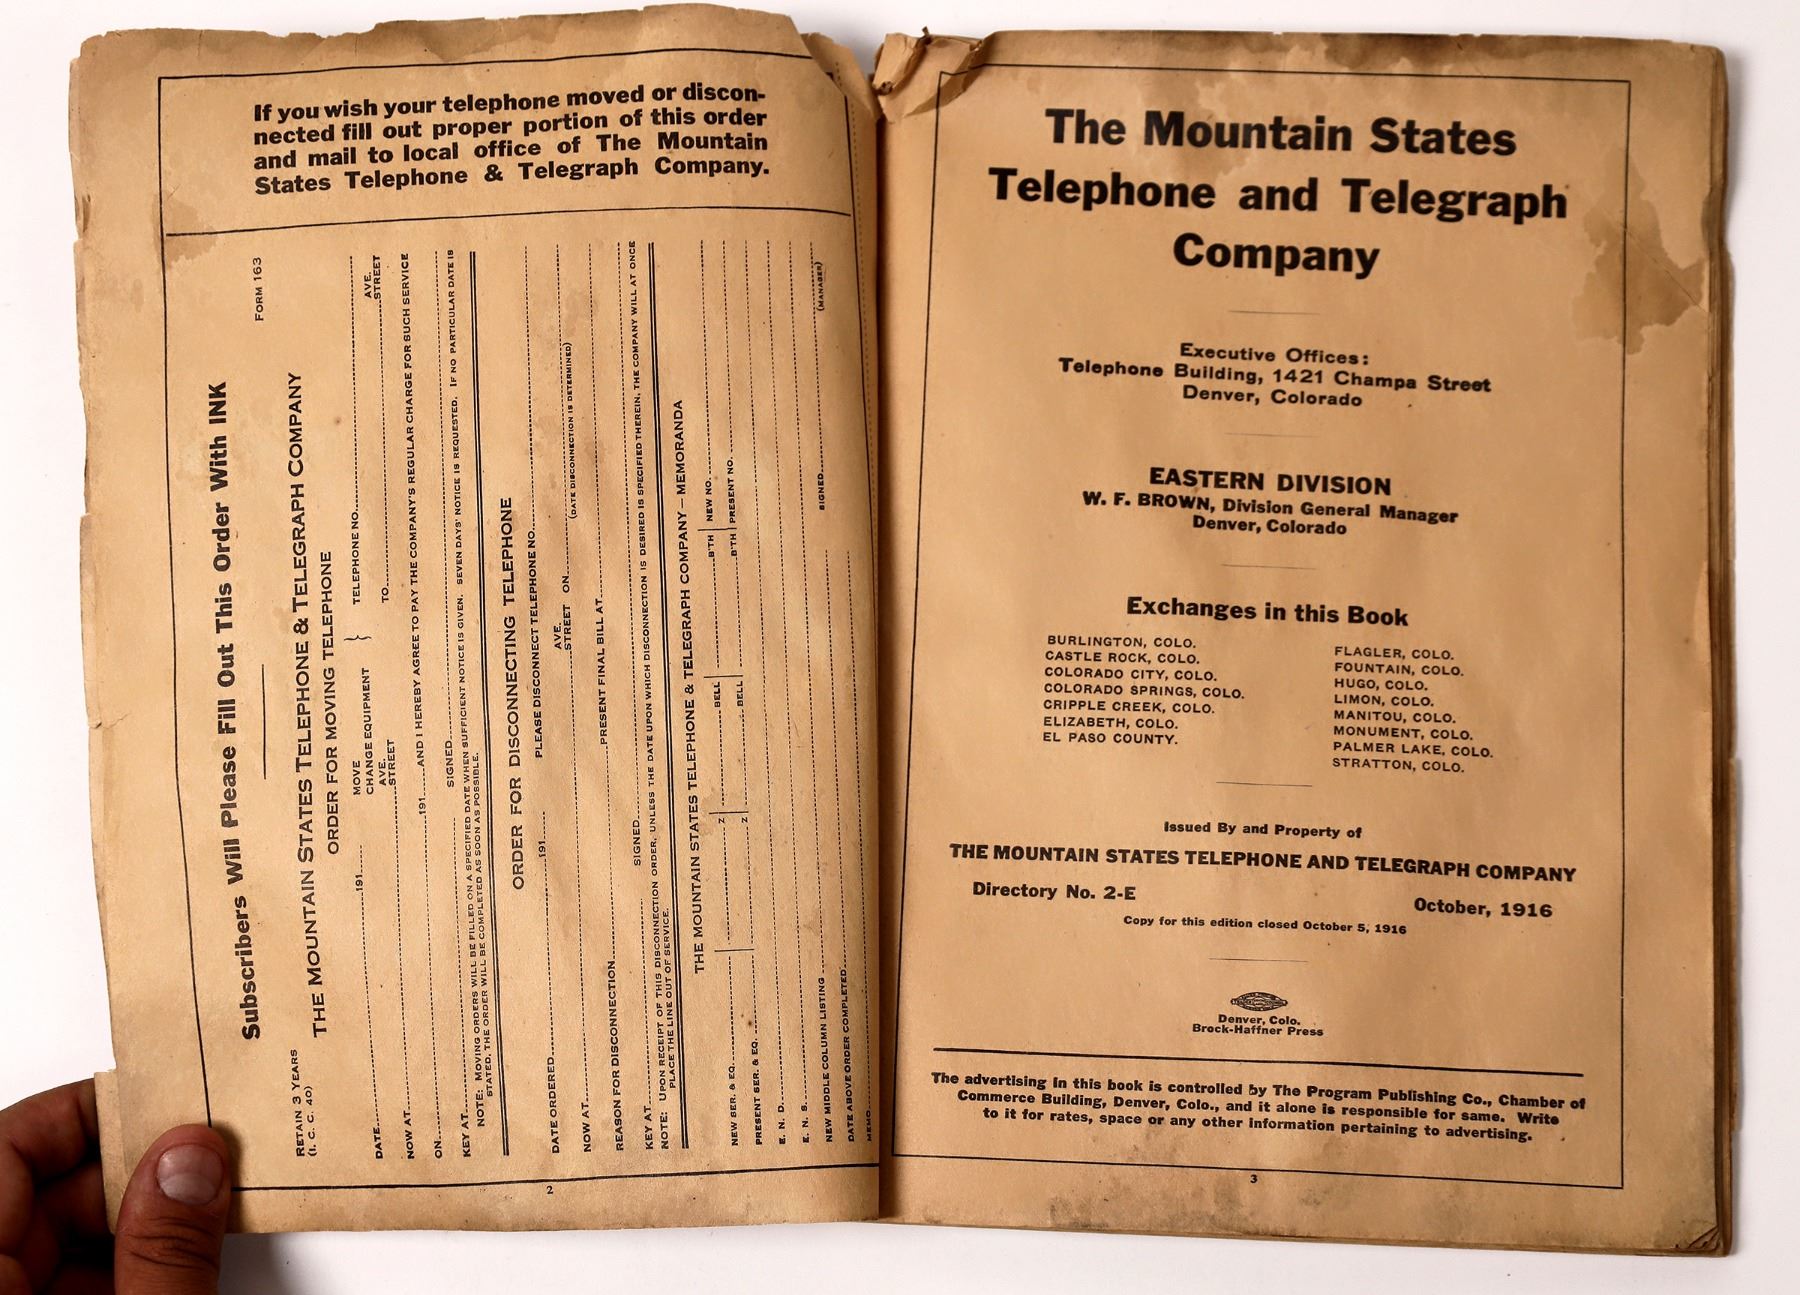 If you wish your telephone moved or discon-
nected fill out proper portion of this order
and mail to local office of The Mountain
States Telephone & Telegraph Company.
Subscribers Will Please Fill Out This Order With INK
RETAIN 3 YEARS
(I. C. C. 40)
FORM 163
THE MOUNTAIN STATES TELEPHONE & TELEGRAPH COMPANY
ORDER FOR MOVING TELEPHONE
DATE 191 MOVE CHANGE EQUIPMENT } TELEPHONE NO.
NOW AT AVE. STREET TO AVE. STREET
ON 191 AND I HEREBY AGREE TO PAY THE COMPANY'S REGULAR CHARGE FOR SUCH SERVICE
KEY AT SIGNED
NOTE: MOVING ORDERS WILL BE FILLED ON A SPECIFIED DATE WHEN SUFFICIENT NOTICE IS GIVEN. SEVEN DAYS' NOTICE IS REQUESTED. IF NO PARTICULAR DATE IS
STATED, THE ORDER WILL BE COMPLETED AS SOON AS POSSIBLE.
ORDER FOR DISCONNECTING TELEPHONE
DATE ORDERED 191 PLEASE DISCONNECT TELEPHONE NO.
NOW AT AVE. STREET ON
(DATE DISCONNECTION IS DETERMINED)
REASON FOR DISCONNECTION PRESENT FINAL BILL AT
KEY AT SIGNED
NOTE: UPON RECEIPT OF THIS DISCONNECTION ORDER, UNLESS THE DATE UPON WHICH DISCONNECTION IS DESIRED IS SPECIFIED THEREIN, THE COMPANY WILL AT ONCE
PLACE THE LINE OUT OF SERVICE.
THE MOUNTAIN STATES TELEPHONE & TELEGRAPH COMPANY — MEMORANDA
NEW SER. & EQ. Z BELL B'TH NEW NO.
PRESENT SER. & EQ. Z BELL B'TH PRESENT NO.
E. N. D.
E. N. S.
NEW MIDDLE COLUMN LISTING
DATE ABOVE ORDER COMPLETED SIGNED (MANAGER)
MEMO
2
The Mountain States
Telephone and Telegraph
Company
Executive Offices:
Telephone Building, 1421 Champa Street
Denver, Colorado
EASTERN DIVISION
W. F. BROWN, Division General Manager
Denver, Colorado
Exchanges in this Book
BURLINGTON, COLO.
CASTLE ROCK, COLO.
COLORADO CITY, COLO.
COLORADO SPRINGS, COLO.
CRIPPLE CREEK, COLO.
ELIZABETH, COLO.
EL PASO COUNTY.
FLAGLER, COLO.
FOUNTAIN, COLO.
HUGO, COLO.
LIMON, COLO.
MANITOU, COLO.
MONUMENT, COLO.
PALMER LAKE, COLO.
STRATTON, COLO.
Issued By and Property of
THE MOUNTAIN STATES TELEPHONE AND TELEGRAPH COMPANY
Directory No. 2-E October, 1916
Copy for this edition closed October 5, 1916
Denver, Colo.
Brock-Haffner Press
The advertising in this book is controlled by The Program Publishing Co., Chamber of
Commerce Building, Denver, Colo., and it alone is responsible for same. Write
to it for rates, space or any other information pertaining to advertising.
3